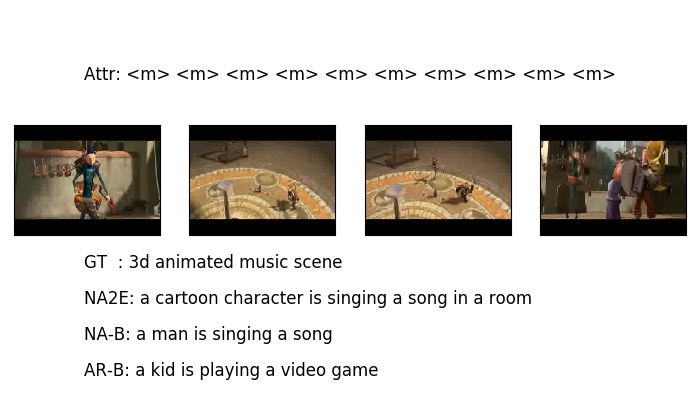 Attr: <m> <m> <m> <m> <m> <m> <m> <m> <m> <m>
GT  : 3d animated music scene
NA2E: a cartoon character is singing a song in a room
NA-B: a man is singing a song
AR-B: a kid is playing a video game